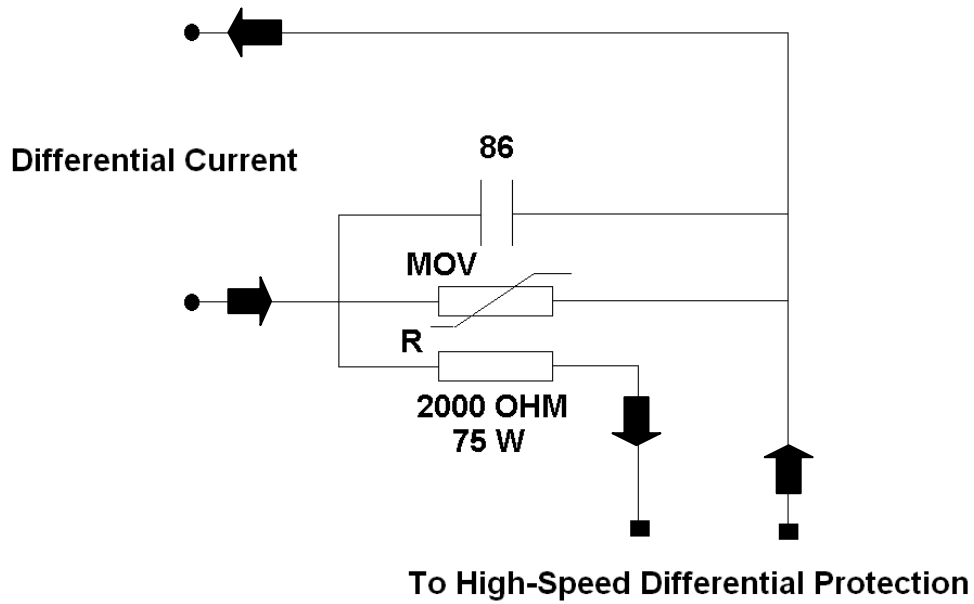 Differential Current
86
MOV
R
2000 OHM
75 W
To High-Speed Differential Protection